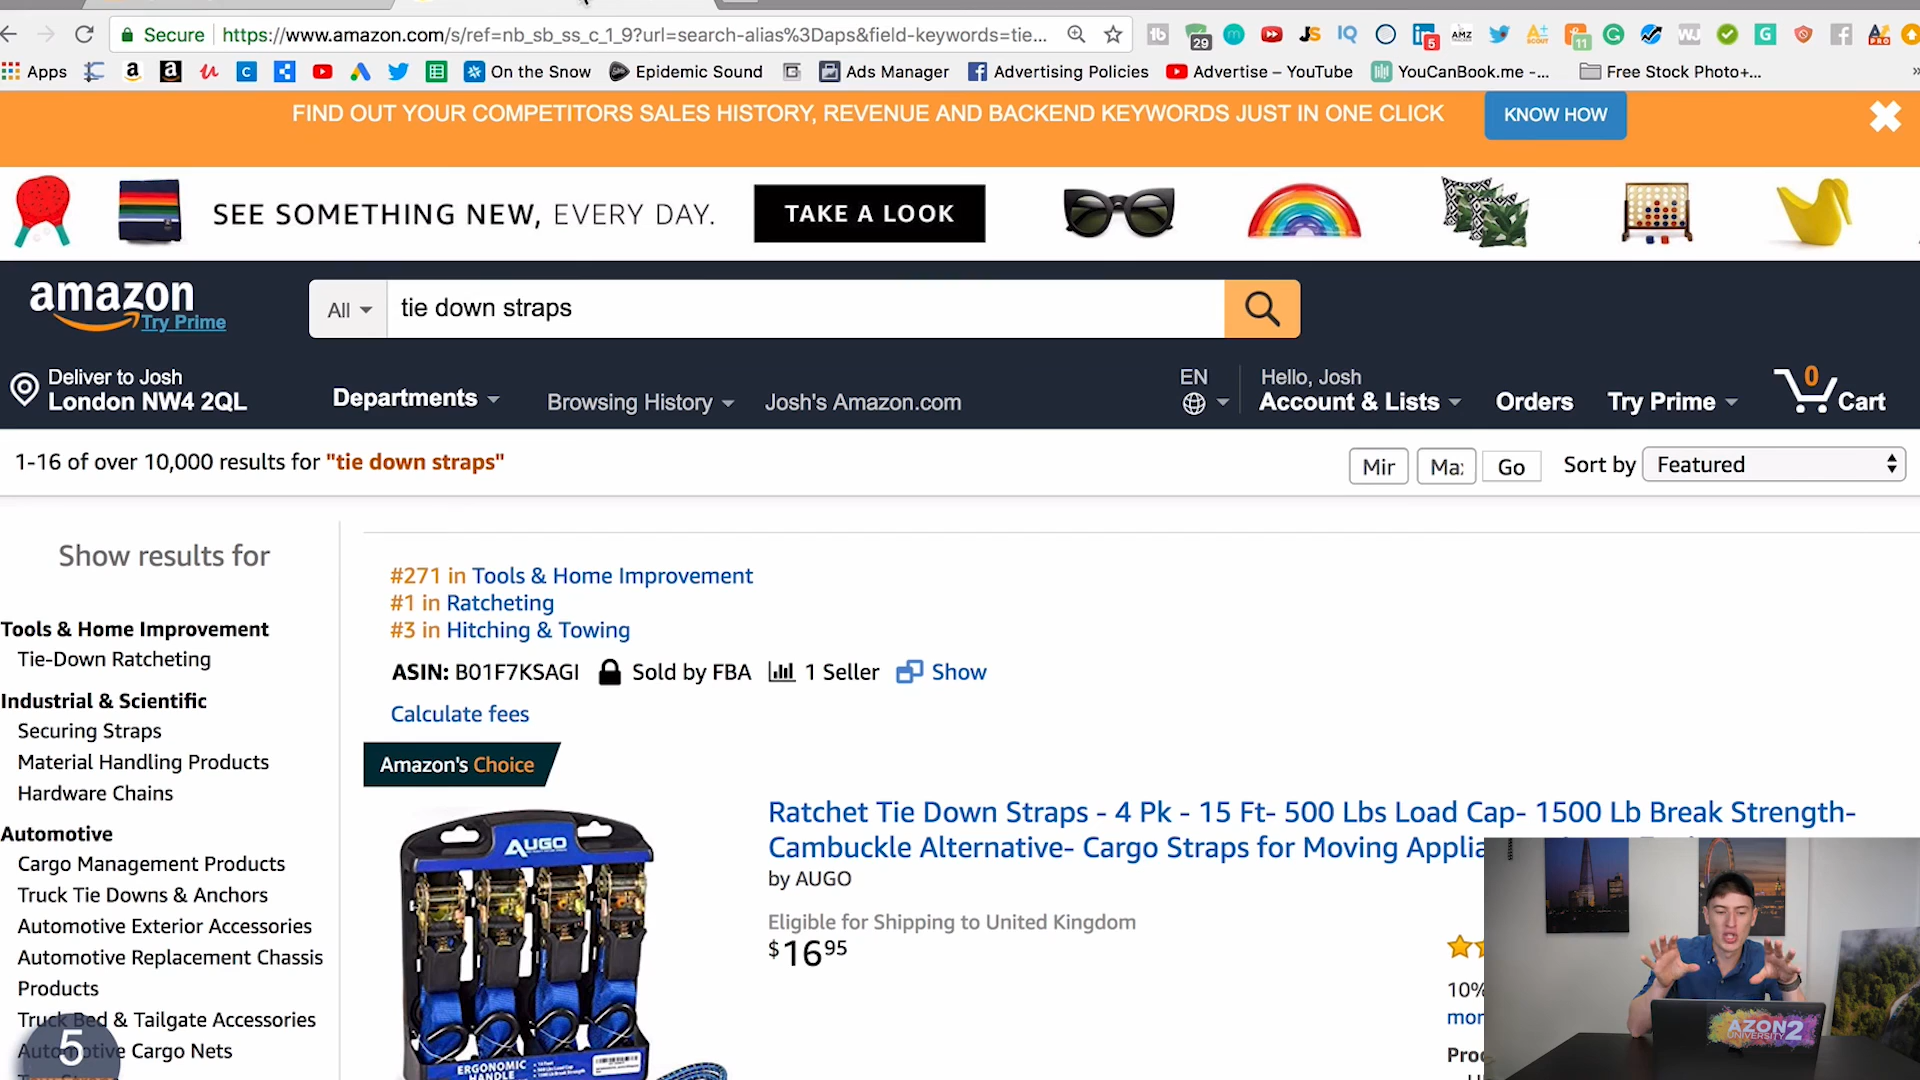 Secure https://www.amazon.com/s/ref=nb_sb_ss_c_1_9?url=search-alias%3Daps&field-keywords=tie...
Apps On the Snow Epidemic Sound Ads Manager Advertising Policies Advertise – YouTube YouCanBook.me -... Free Stock Photo+...
FIND OUT YOUR COMPETITORS SALES HISTORY, REVENUE AND BACKEND KEYWORDS JUST IN ONE CLICK KNOW HOW
SEE SOMETHING NEW, EVERY DAY. TAKE A LOOK
amazon
Try Prime
All tie down straps
Deliver to Josh
London NW4 2QL
Departments Browsing History Josh's Amazon.com
EN
Hello, Josh
Account & Lists Orders Try Prime 0 Cart
1-16 of over 10,000 results for "tie down straps"
Mir Ma: Go Sort by Featured
Show results for
Tools & Home Improvement
Tie-Down Ratcheting
Industrial & Scientific
Securing Straps
Material Handling Products
Hardware Chains
Automotive
Cargo Management Products
Truck Tie Downs & Anchors
Automotive Exterior Accessories
Automotive Replacement Chassis
Products
Truck Bed & Tailgate Accessories
Automotive Cargo Nets
5
#271 in Tools & Home Improvement
#1 in Ratcheting
#3 in Hitching & Towing
ASIN: B01F7KSAGI Sold by FBA 1 Seller Show
Calculate fees
Amazon's Choice
AUGO
ERGONOMIC
HANDLE
Ratchet Tie Down Straps - 4 Pk - 15 Ft- 500 Lbs Load Cap- 1500 Lb Break Strength-
Cambuckle Alternative- Cargo Straps for Moving Applia
by AUGO
Eligible for Shipping to United Kingdom
$16 95
10%
mor
Proc
AZON2
UNIVERSITY